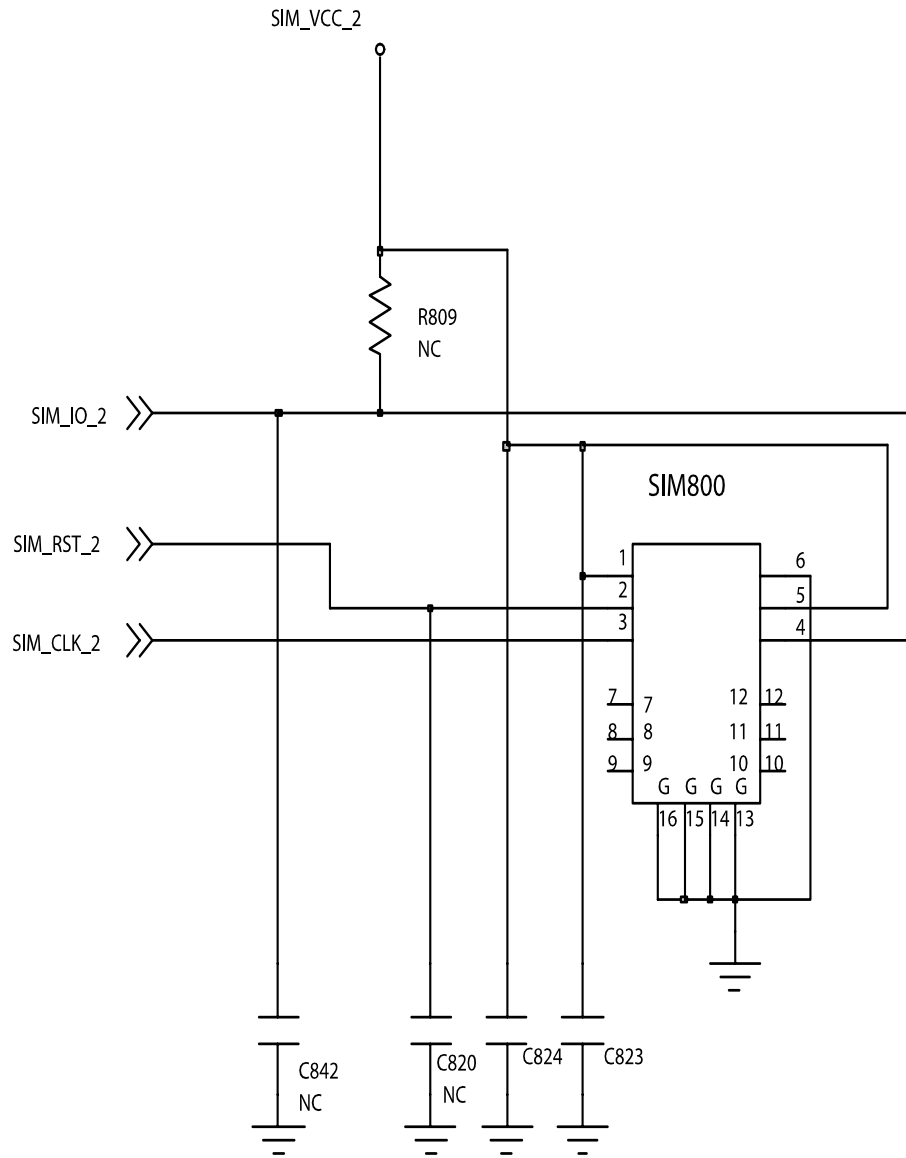 SIM_VCC_2
R809
NC
SIM_IO_2
SIM800
SIM_RST_2
1
6
2
5
3
4
SIM_CLK_2
7 7
12 12
8 8
11 11
9 9
10 10
G G G G
16 15 14 13
C842
NC
C820
NC
C824
C823